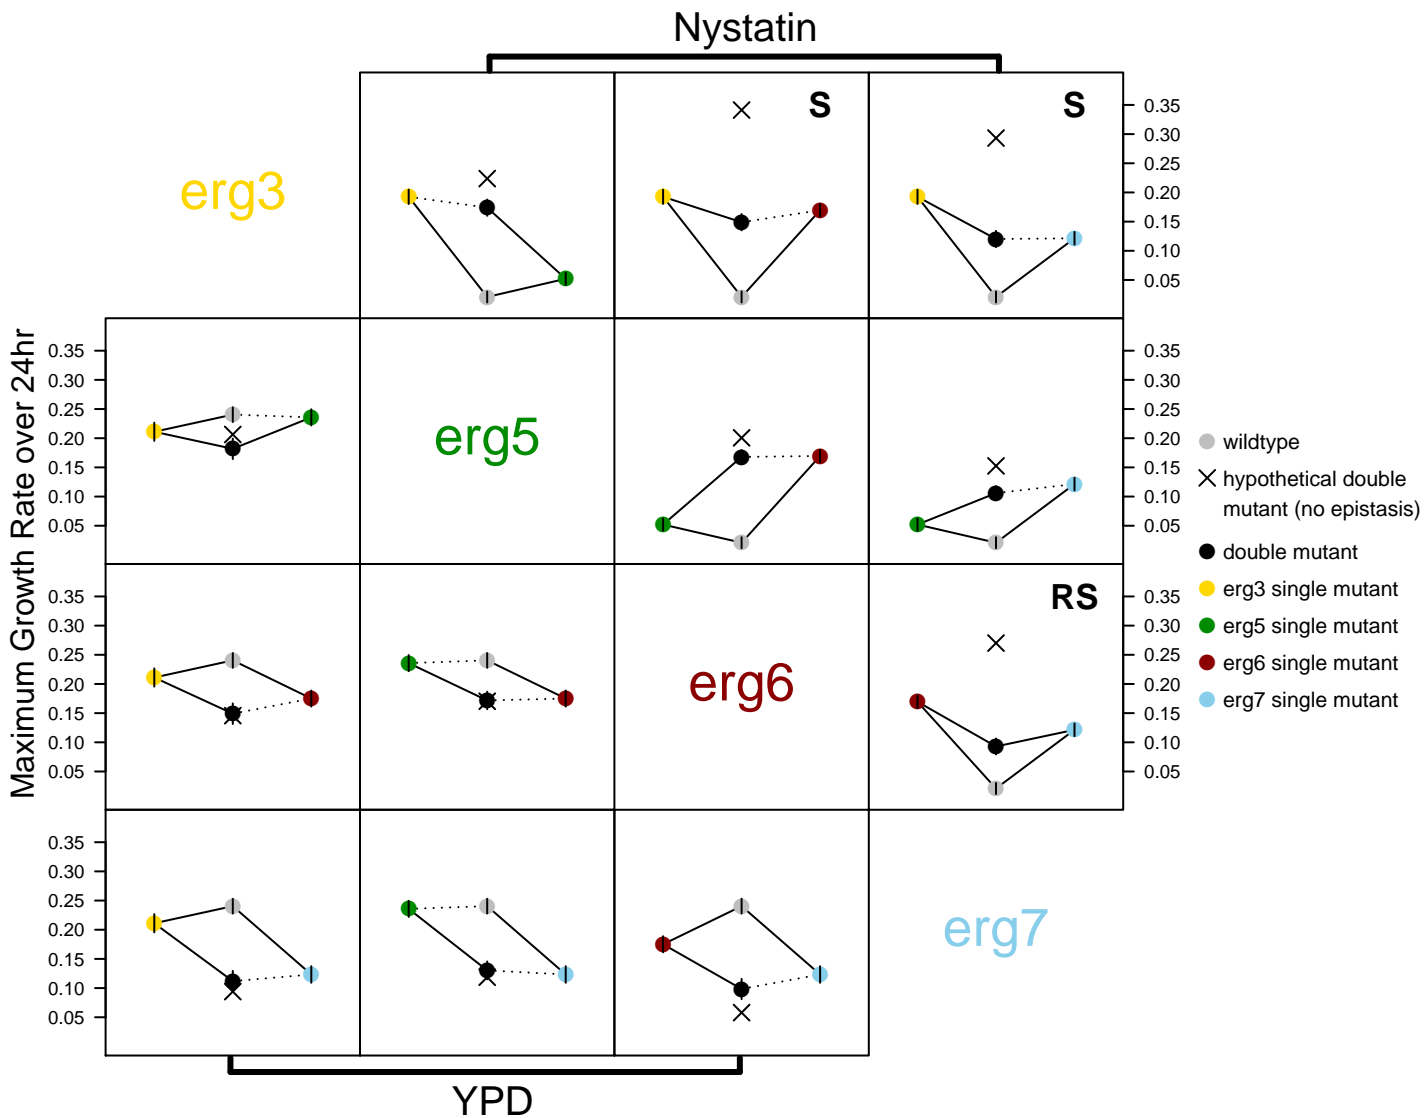 Nystatin
erg3
S
S
0.35
0.30
0.25
0.20
0.15
0.10
0.05
Maximum Growth Rate over 24hr
0.35
0.30
0.25
0.20
0.15
0.10
0.05
erg5
0.35
0.30
0.25
0.20
0.15
0.10
0.05
0.35
0.30
0.25
0.20
0.15
0.10
0.05
erg6
RS
0.35
0.30
0.25
0.20
0.15
0.10
0.05
0.35
0.30
0.25
0.20
0.15
0.10
0.05
erg7
YPD
wildtype
hypothetical double
mutant (no epistasis)
double mutant
erg3 single mutant
erg5 single mutant
erg6 single mutant
erg7 single mutant